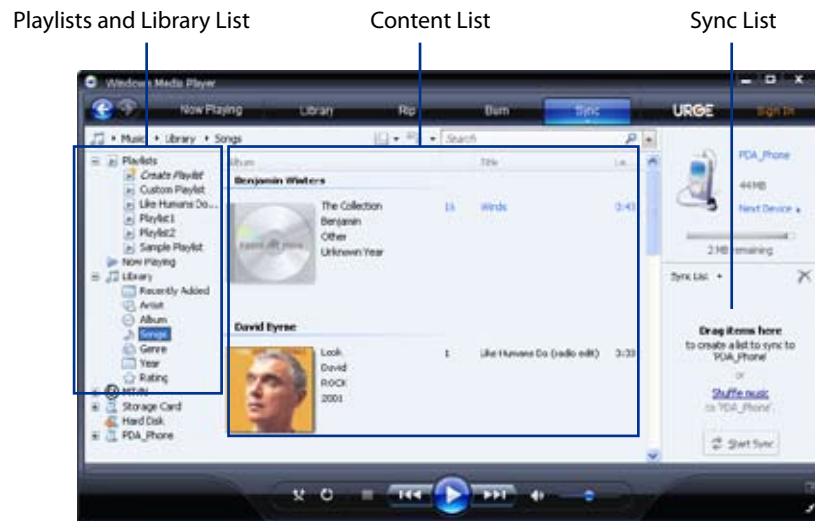 Playlists and Library List
Content List
Sync List
Windows Media Player
Now Playing
Library
Rip
Burn
Sync
URGE
Sign In
Music
Library
Songs
Search
Album
Title
Playlists
Create Playlist
Custom Playlist
Like Humans Do...
Playlist1
Playlist2
Sample Playlist
Now Playing
Library
Recently Added
Artist
Album
Songs
Genre
Year
Rating
Storage Card
Hard Disk
PDA_Phone
Benjamin Winters
The Collection
Benjamin
Other
Unknown Year
Winds
3:43
David Byrne
Look
David
ROCK
2001
1
Like Humans Do (radio edit)
3:33
PDA_Phone
44MB
Next Device
2 MB remaining
Sync List
Drag items here
to create a list to sync to
'PDA_Phone'
or
Shuffle music
to 'PDA_Phone'.
Start Sync